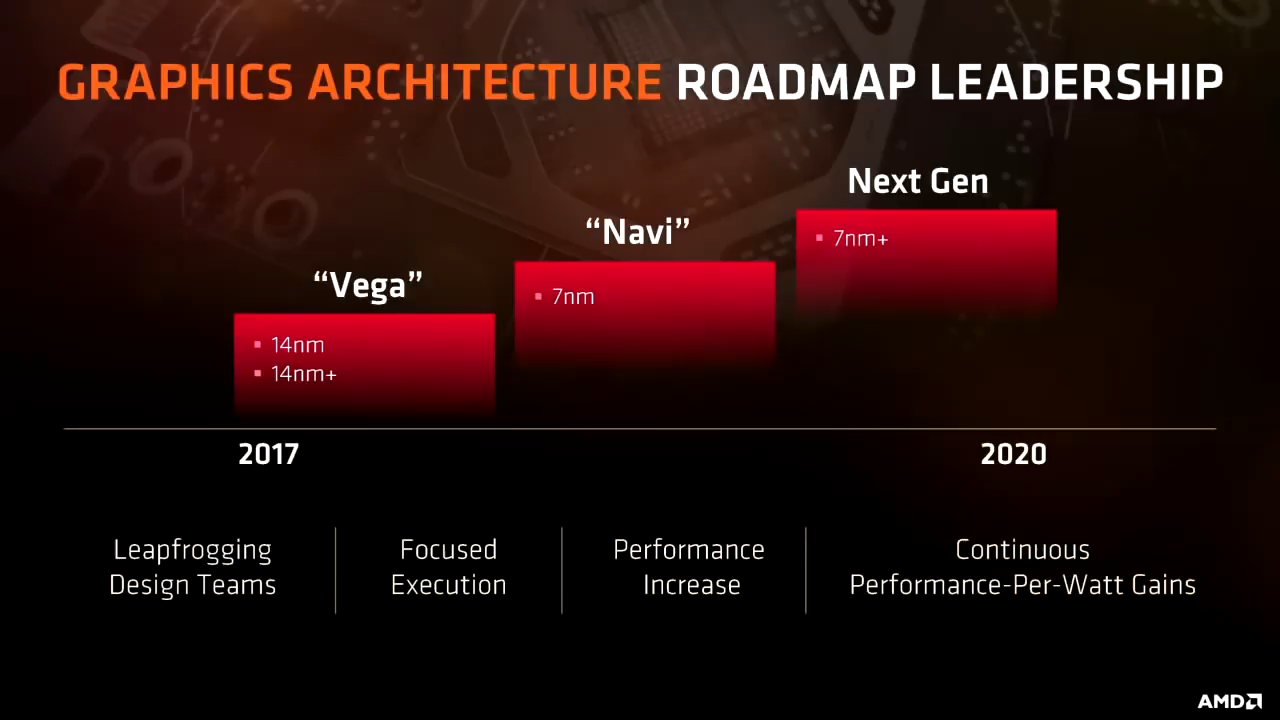 GRAPHICS ARCHITECTURE ROADMAP LEADERSHIP
“Vega”
▪ 14nm
▪ 14nm+
“Navi”
▪ 7nm
Next Gen
▪ 7nm+
2017
2020
Leapfrogging
Design Teams
Focused
Execution
Performance
Increase
Continuous
Performance-Per-Watt Gains
AMD